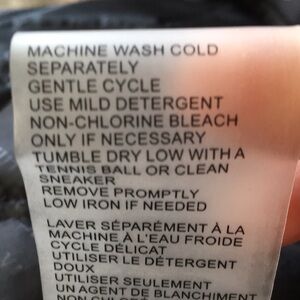 MACHINE WASH COLD
SEPARATELY
GENTLE CYCLE
USE MILD DETERGENT
NON-CHLORINE BLEACH
ONLY IF NECESSARY
TUMBLE DRY LOW WITH A
TENNIS BALL OR CLEAN
SNEAKER
REMOVE PROMPTLY
LOW IRON IF NEEDED
LAVER SÉPARÉMENT À LA
MACHINE À L'EAU FROIDE
CYCLE DÉLICAT
UTILISER LE DÉTERGENT
DOUX
UTILISER SEULEMENT
UN AGENT DE BLANCHIMENT
NON CHLORÉ